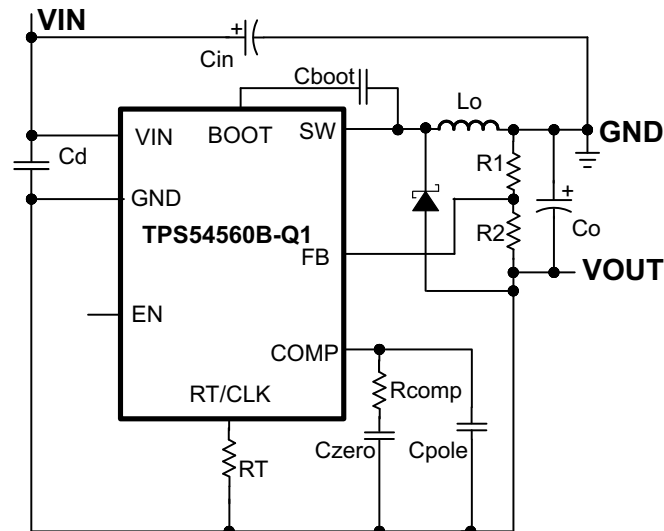 VIN
+
Cin
Cboot
Lo
VIN
BOOT
SW
GND
Cd
R1
+
GND
TPS54560B-Q1
R2
Co
FB
VOUT
EN
COMP
RT/CLK
Rcomp
RT
Czero
Cpole